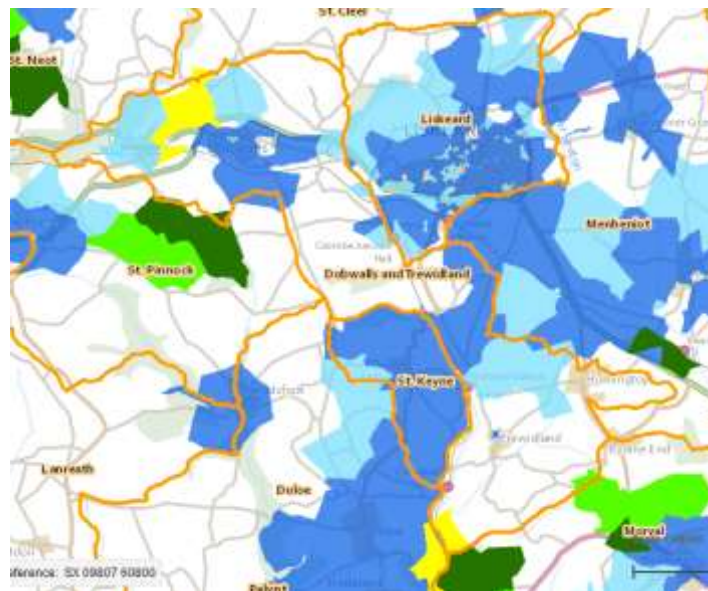 St. Cleer
St. Neot
Liskeard
Menheniot
St. Pinnock
Dobwalls and Trewidland
St. Keyne
Trewidland
Lanreath
Duloe
Morval
Pelynt
eference: SX 09807 60800